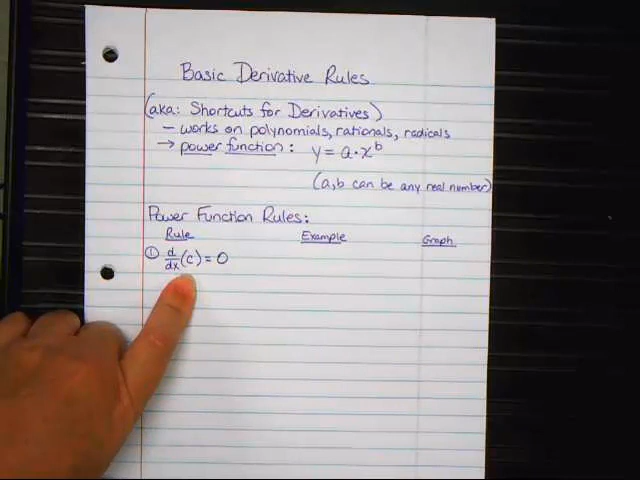 Basic Derivative Rules
(aka: Shortcuts for Derivatives)
— works on polynomials, rationals, radicals
→ power function: y = a • x^b
(a, b can be any real number)
Power Function Rules:
Rule Example Graph
① d/dx (c) = 0